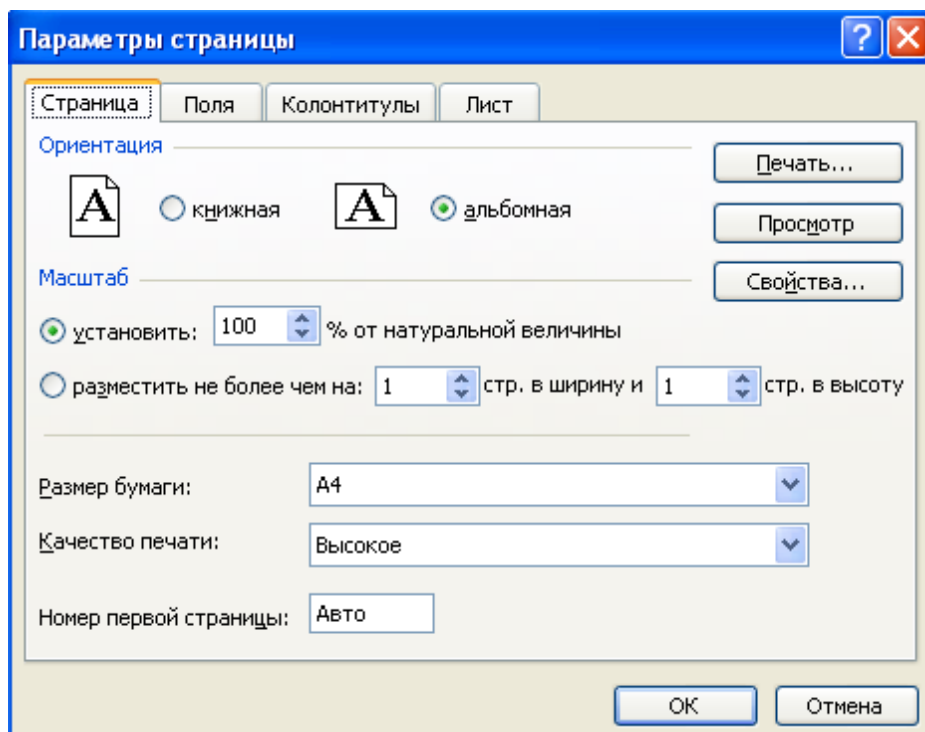 Параметры страницы
?
Страница Поля Колонтитулы Лист
Ориентация
Печать...
A книжная A альбомная
Просмотр
Масштаб
Свойства...
установить: 100 % от натуральной величины
разместить не более чем на: 1 стр. в ширину и 1 стр. в высоту
Размер бумаги: A4
Качество печати: Высокое
Номер первой страницы: Авто
ОК Отмена